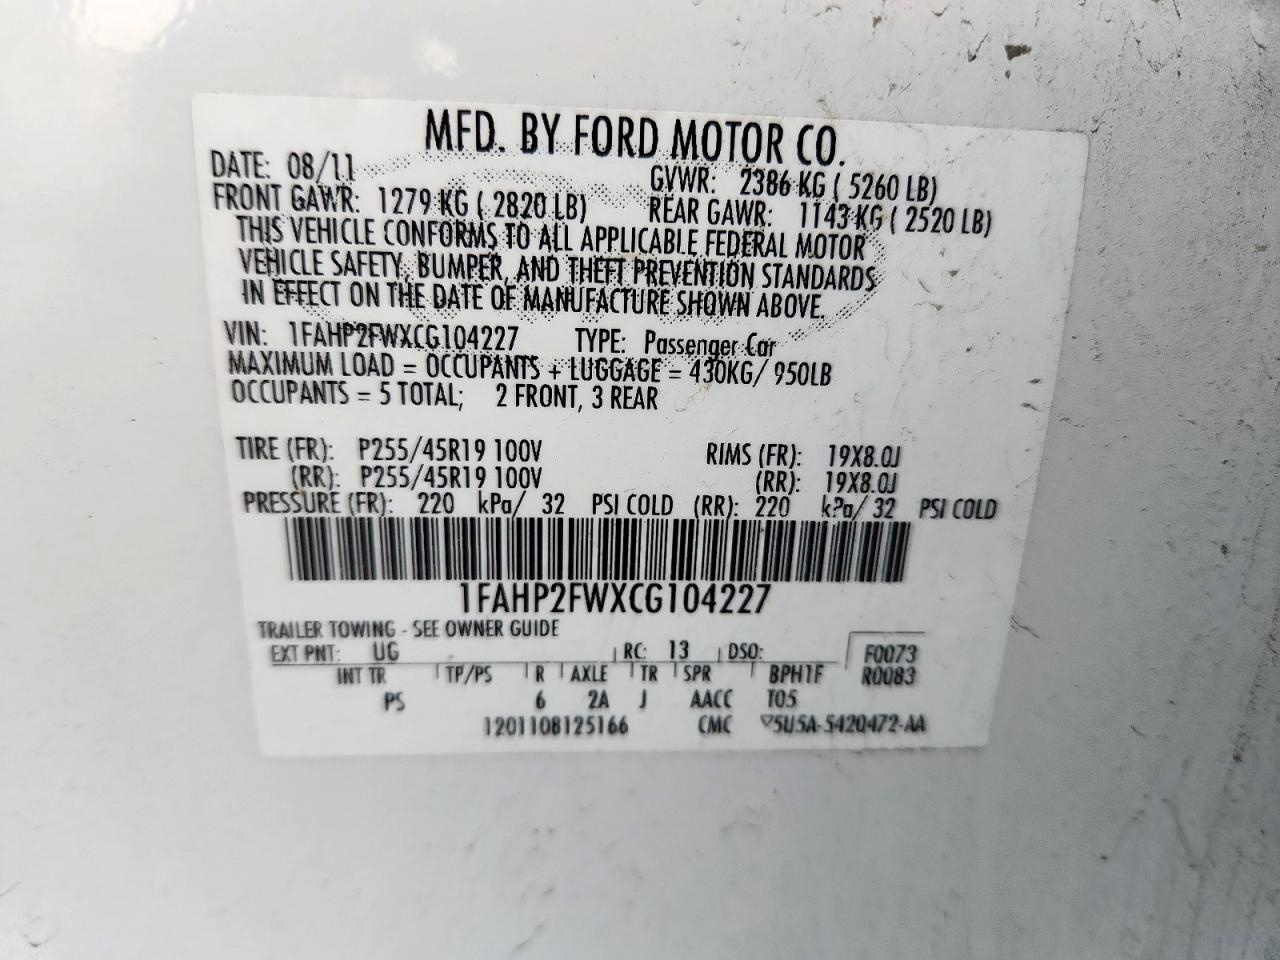 MFD. BY FORD MOTOR CO.
DATE: 08/11 GVWR: 2386 KG ( 5260 LB)
FRONT GAWR: 1279 KG ( 2820 LB) REAR GAWR: 1143 KG ( 2520 LB)
THIS VEHICLE CONFORMS TO ALL APPLICABLE FEDERAL MOTOR
VEHICLE SAFETY, BUMPER, AND THEFT PREVENTION STANDARDS
IN EFFECT ON THE DATE OF MANUFACTURE SHOWN ABOVE.
VIN: 1FAHP2FWXCG104227 TYPE: Passenger Car
MAXIMUM LOAD = OCCUPANTS + LUGGAGE = 430KG/ 950LB
OCCUPANTS = 5 TOTAL; 2 FRONT, 3 REAR
TIRE (FR): P255/45R19 100V RIMS (FR): 19X8.0J
(RR): P255/45R19 100V (RR): 19X8.0J
PRESSURE (FR): 220 kPa/ 32 PSI COLD (RR): 220 kPa/ 32 PSI COLD
1FAHP2FWXCG104227
TRAILER TOWING - SEE OWNER GUIDE
EXT PNT: UG RC: 13 DSO: F0073
INT TR TP/PS R AXLE TR SPR BPH1F R0083
PS 6 2A J AACC T05
1201108125166 CMC ▽5U5A-5420472-AA